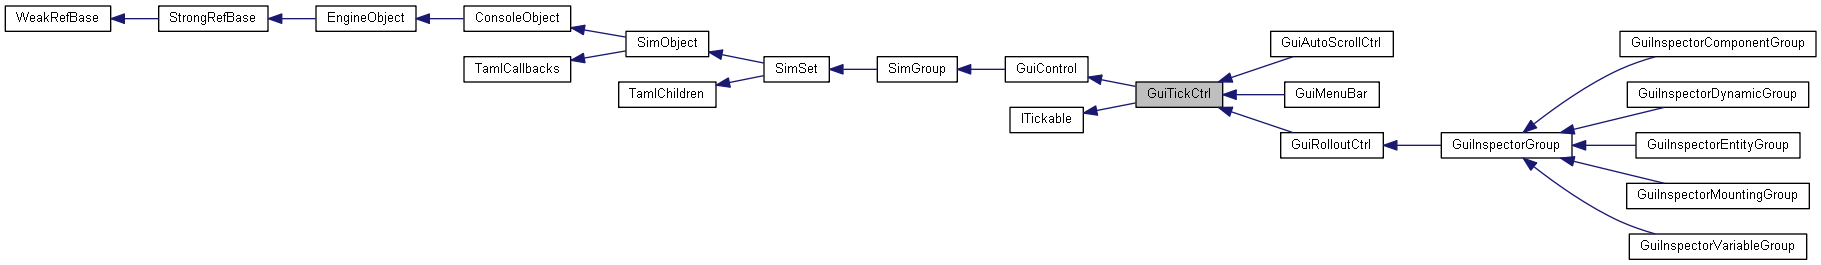 WeakRefBase
StrongRefBase
EngineObject
ConsoleObject
TamlCallbacks
SimObject
TamlChildren
SimSet
SimGroup
GuiControl
ITickable
GuiTickCtrl
GuiAutoScrollCtrl
GuiMenuBar
GuiRolloutCtrl
GuiInspectorGroup
GuiInspectorComponentGroup
GuiInspectorDynamicGroup
GuiInspectorEntityGroup
GuiInspectorMountingGroup
GuiInspectorVariableGroup